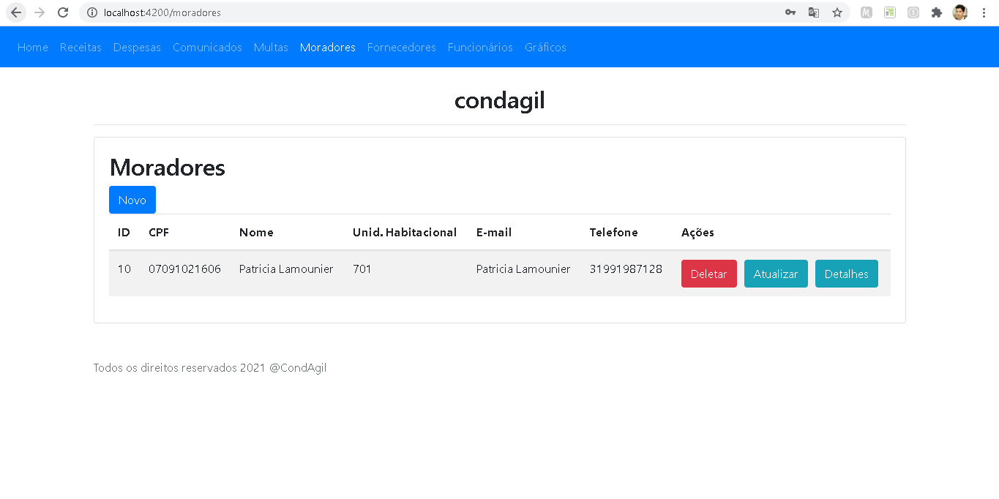 localhost:4200/moradores
Home Receitas Despesas Comunicados Multas Moradores Fornecedores Funcionários Gráficos
condagil
Moradores
Novo
ID CPF Nome Unid. Habitacional E-mail Telefone Ações
10 07091021606 Patricia Lamounier 701 Patricia Lamounier 31991987128 Deletar Atualizar Detalhes
Todos os direitos reservados 2021 @CondAgil